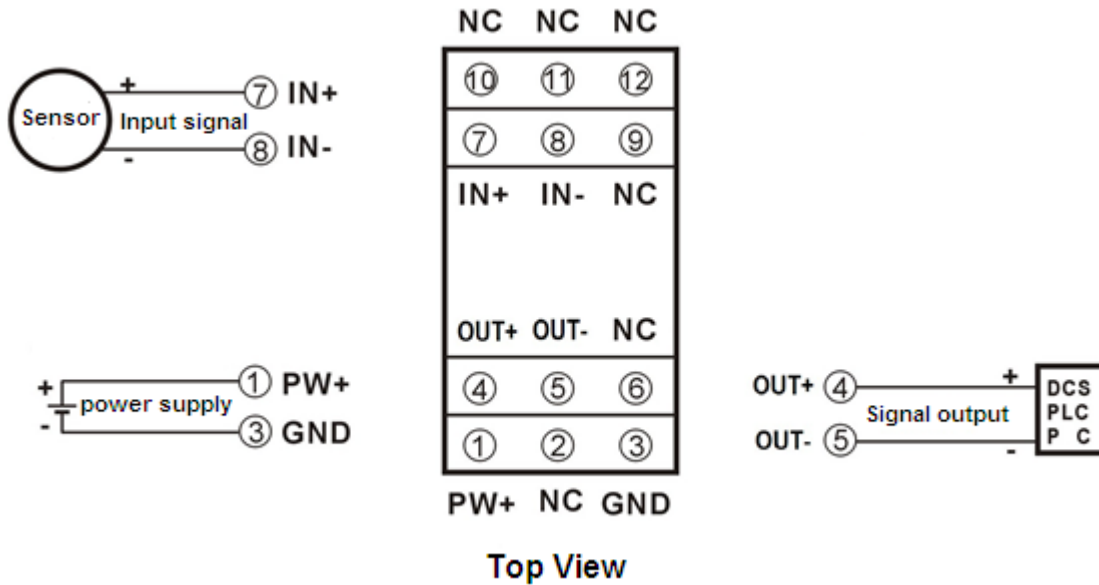 NC NC NC
⑩ ⑪ ⑫
+ ⑦ IN+
Sensor Input signal
- ⑧ IN-
⑦ ⑧ ⑨
IN+ IN- NC
OUT+ OUT- NC
+ ① PW+
power supply
- ③ GND
④ ⑤ ⑥
① ② ③
PW+ NC GND
OUT+ ④ + DCS
Signal output PLC
OUT- ⑤ - P C
Top View